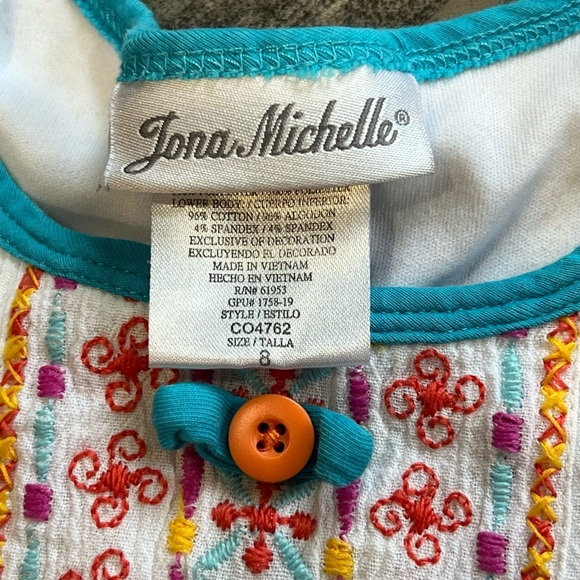 Jona Michelle®
LOWER BODY / CUERPO INFERIOR:
96% COTTON / 96% ALGODON
4% SPANDEX / 4% SPANDEX
EXCLUSIVE OF DECORATION
EXCLUYENDO EL DECORADO
MADE IN VIETNAM
HECHO EN VIETNAM
R/N# 61953
GPU# 1758-19
STYLE / ESTILO
CO4762
SIZE / TALLA
8